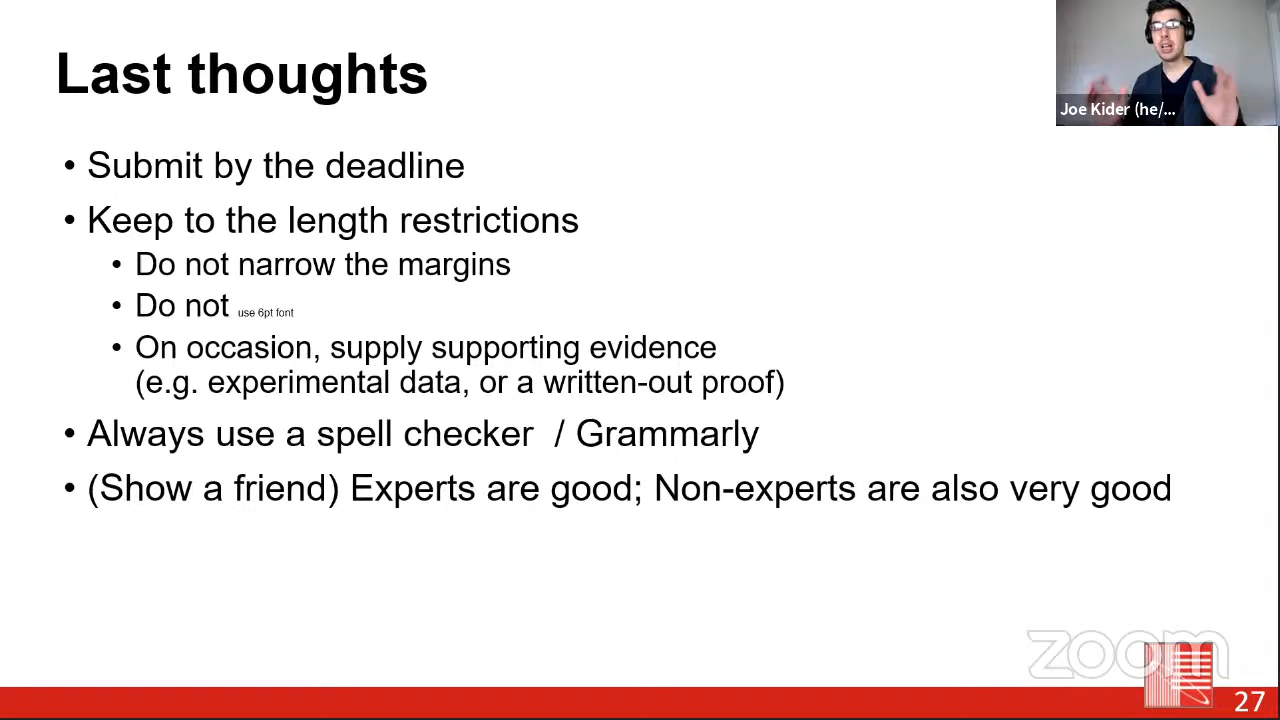 Last thoughts
Joe Kider (he/...
• Submit by the deadline
• Keep to the length restrictions
• Do not narrow the margins
• Do not use 6pt font
• On occasion, supply supporting evidence
(e.g. experimental data, or a written-out proof)
• Always use a spell checker / Grammarly
• (Show a friend) Experts are good; Non-experts are also very good
zoom
27